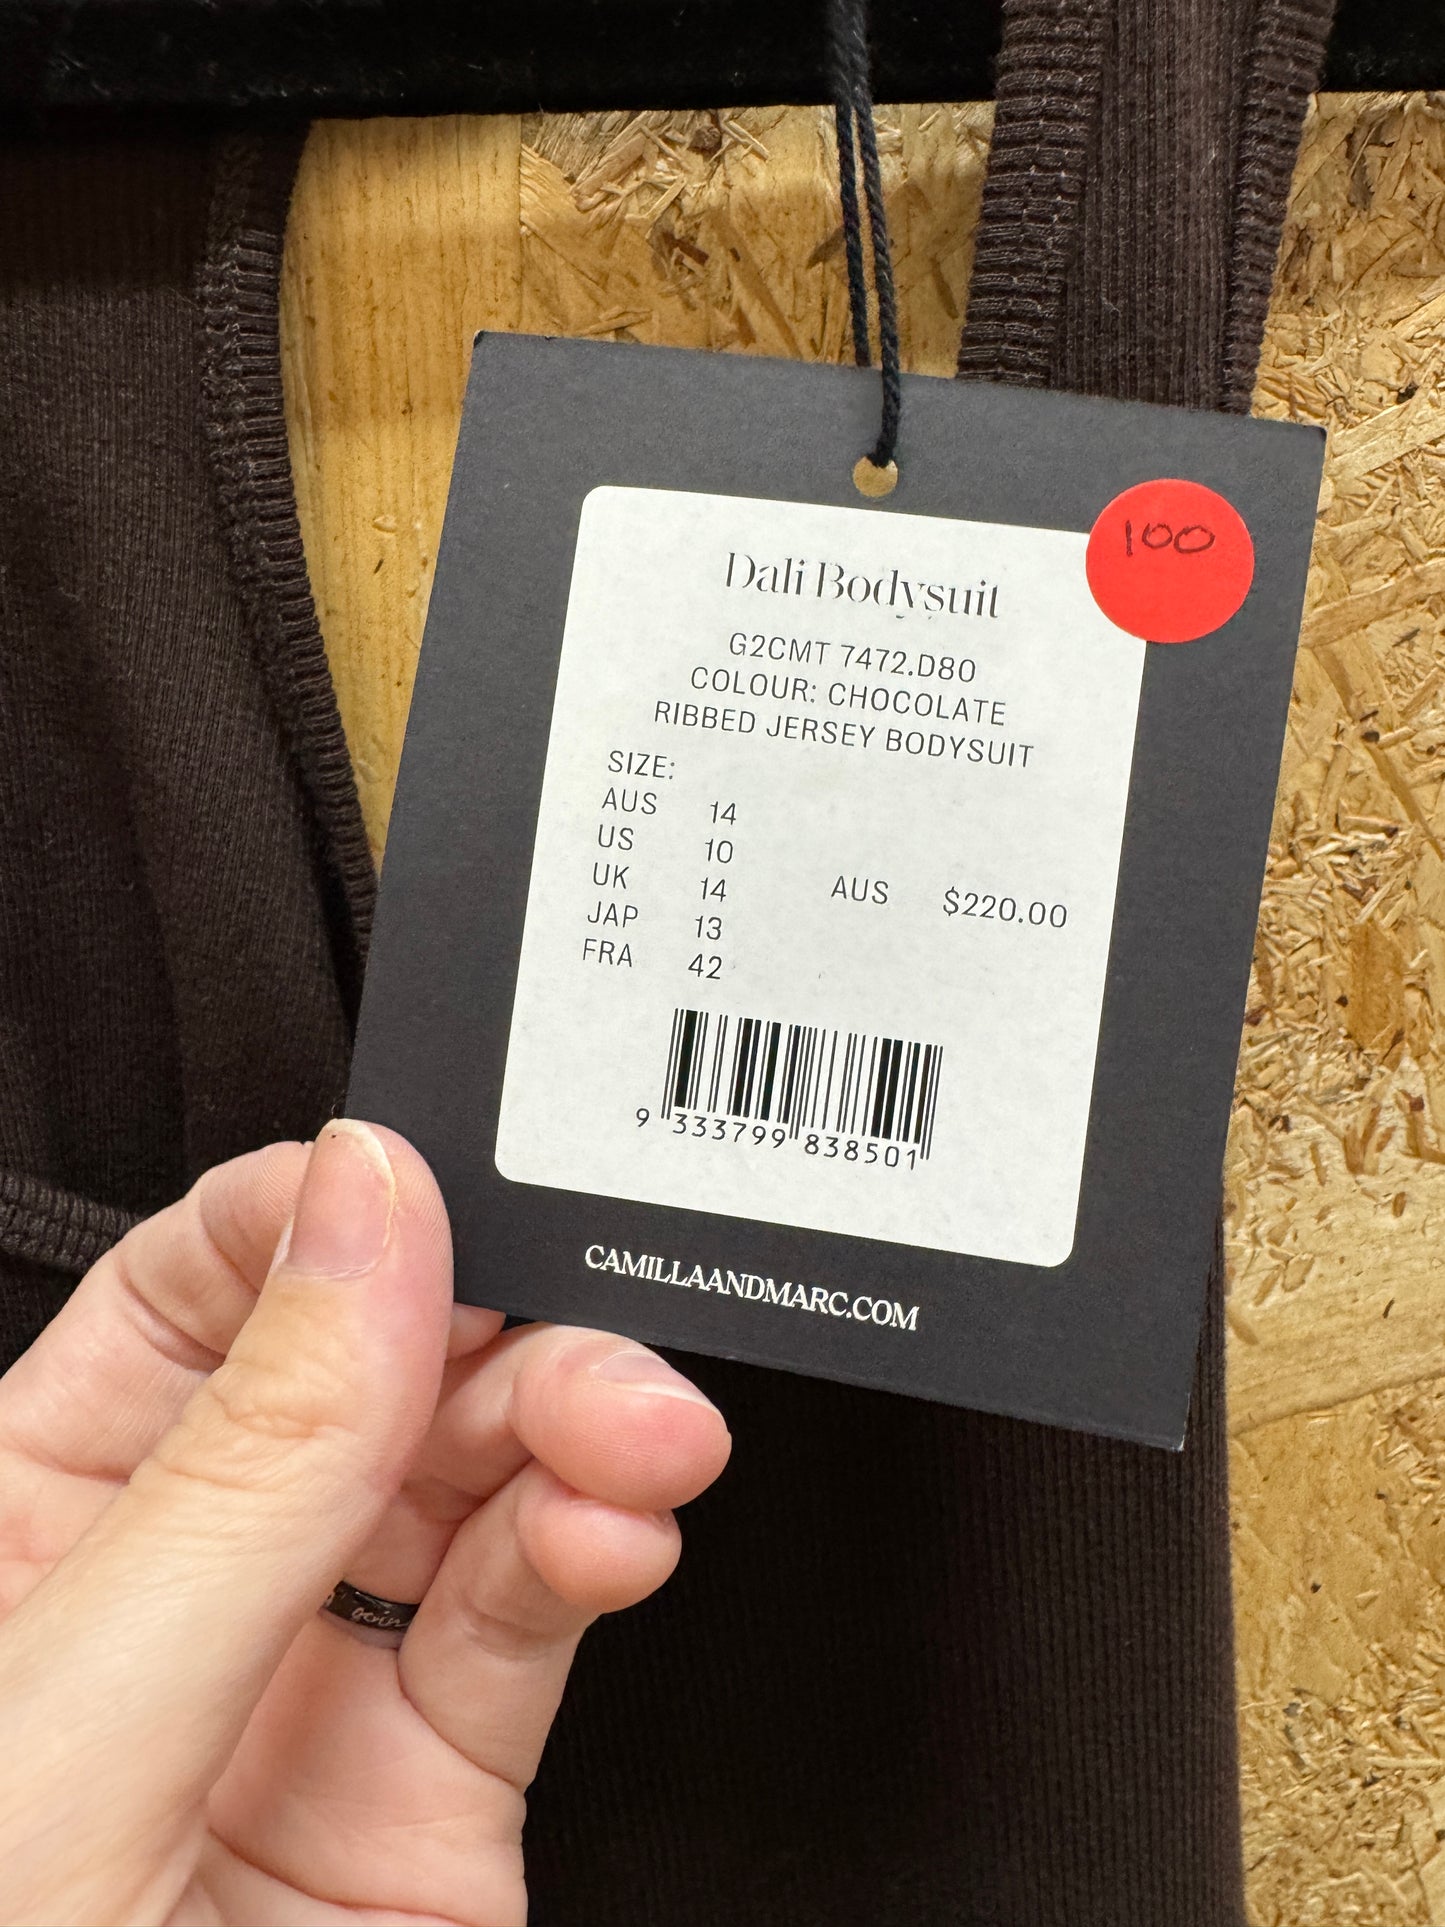 100
Dali Bodysuit
G2CMT 7472.D80
COLOUR: CHOCOLATE
RIBBED JERSEY BODYSUIT
SIZE:
AUS 14
US 10
UK 14
JAP 13
FRA 42
AUS $220.00
9 333799 838501
CAMILLAANDMARC.COM